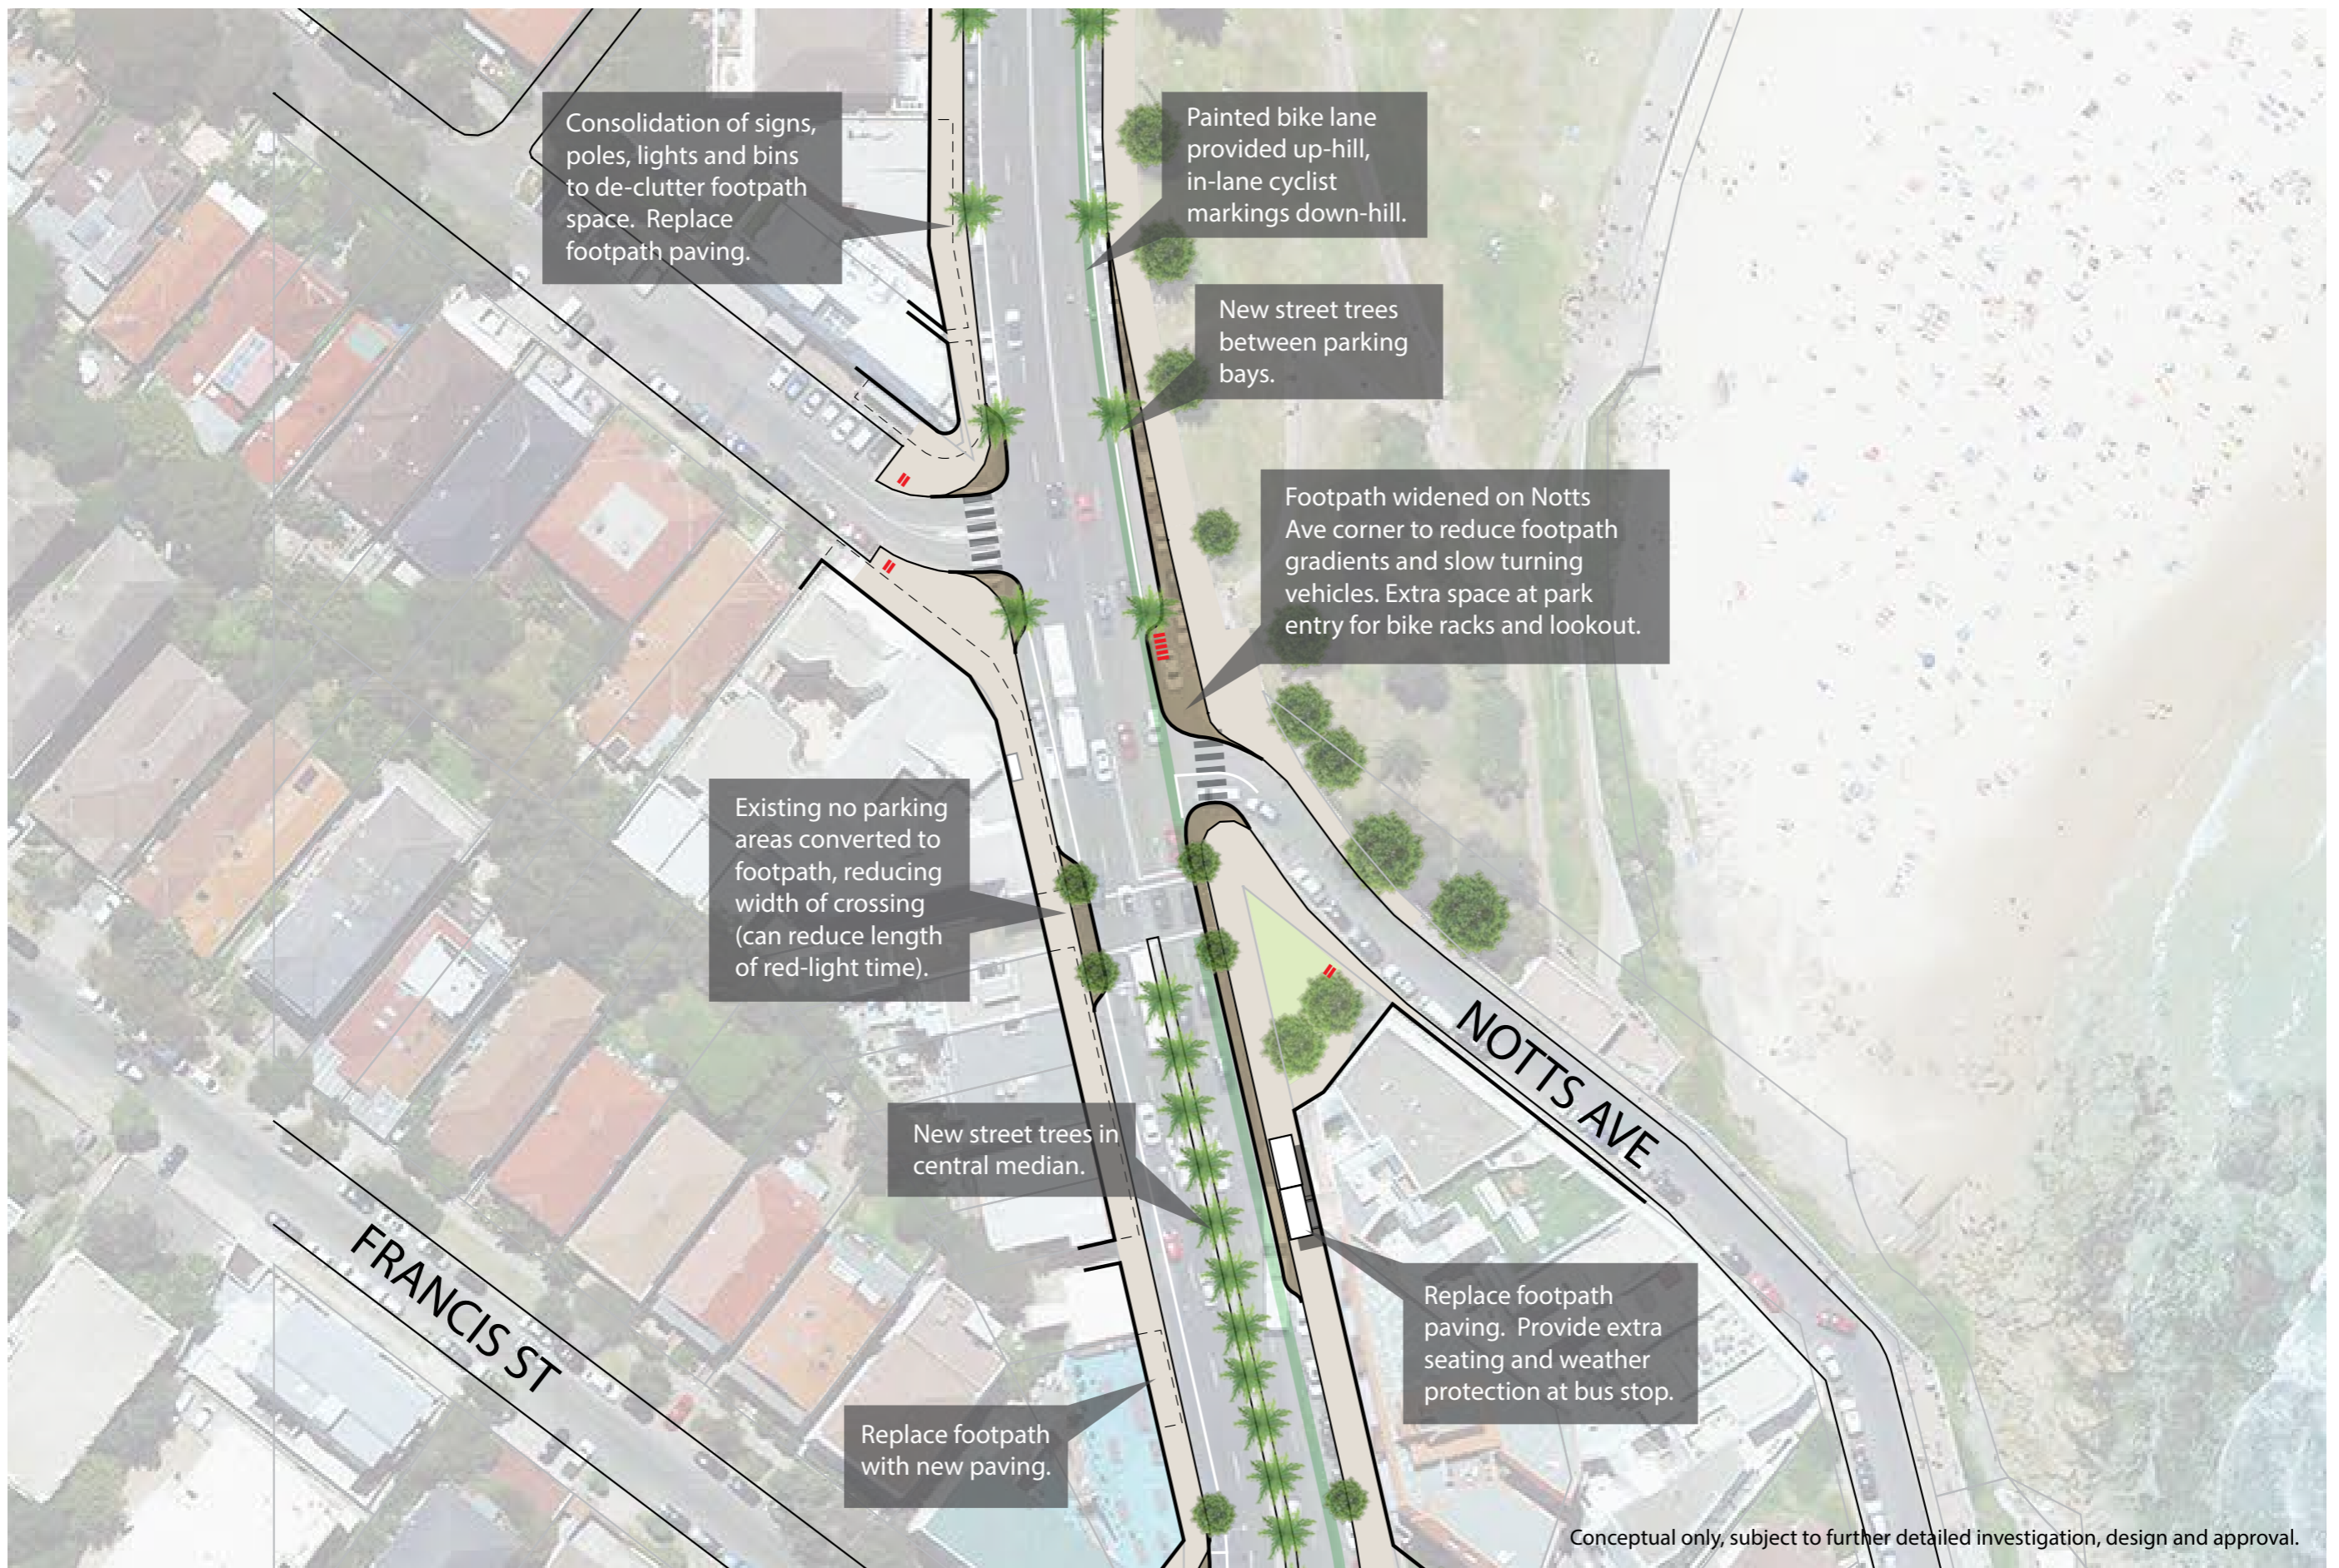 Consolidation of signs,
poles, lights and bins
to de-clutter footpath
space.  Replace
footpath paving.
Painted bike lane
provided up-hill,
in-lane cyclist
markings down-hill.
New street trees
between parking
bays.
Footpath widened on Notts
Ave corner to reduce footpath
gradients and slow turning
vehicles. Extra space at park
entry for bike racks and lookout.
Existing no parking
areas converted to
footpath, reducing
width of crossing
(can reduce length
of red-light time).
NOTTS AVE
New street trees in
central median.
FRANCIS ST
Replace footpath
paving.  Provide extra
seating and weather
protection at bus stop.
Replace footpath
with new paving.
Conceptual only, subject to further detailed investigation, design and approval.